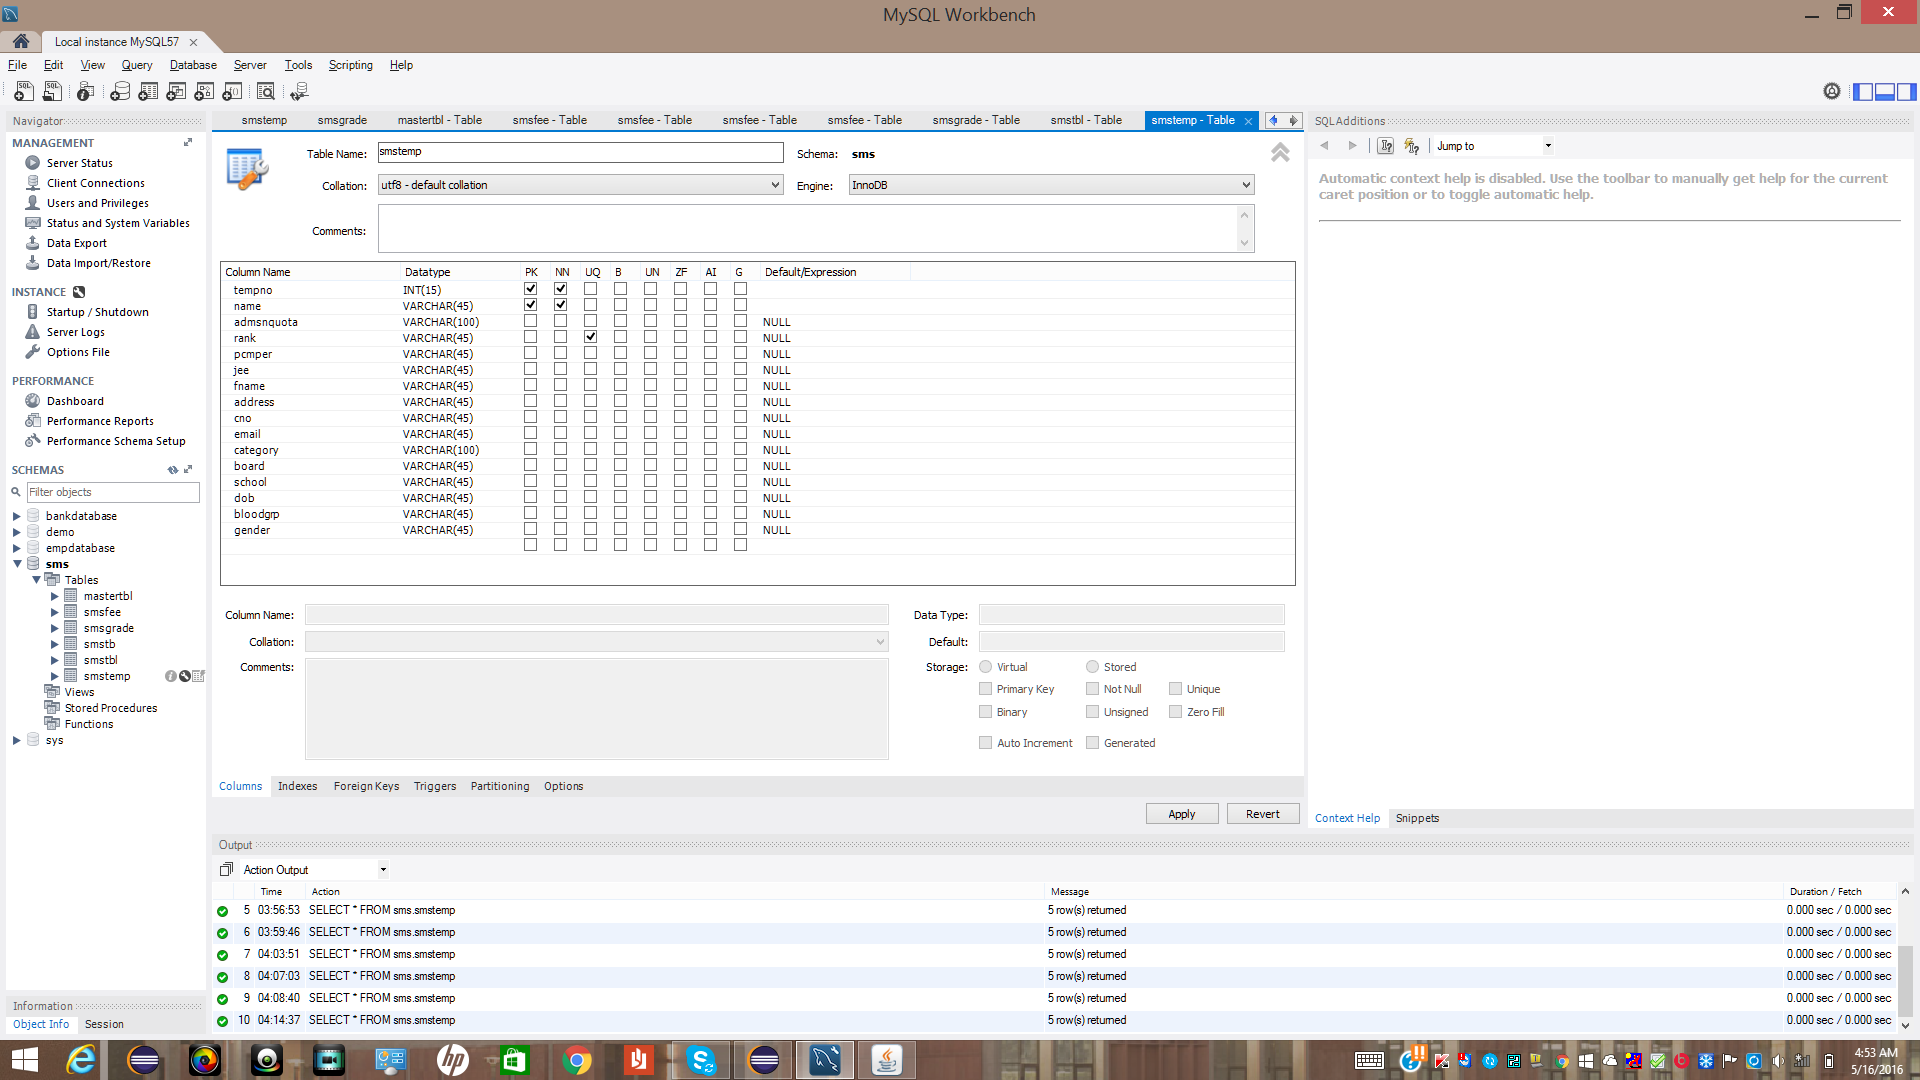 MySQL Workbench
Local instance MySQL57
File Edit View Query Database Server Tools Scripting Help
Navigator
MANAGEMENT
Server Status
Client Connections
Users and Privileges
Status and System Variables
Data Export
Data Import/Restore
INSTANCE
Startup / Shutdown
Server Logs
Options File
PERFORMANCE
Dashboard
Performance Reports
Performance Schema Setup
SCHEMAS
Filter objects
bankdatabase
demo
empdatabase
sms
Tables
mastertbl
smsfee
smsgrade
smstb
smstbl
smstemp
Views
Stored Procedures
Functions
sys
Information
Object Info Session
smstemp smsgrade mastertbl - Table smsfee - Table smsfee - Table smsfee - Table smsfee - Table smsgrade - Table smstbl - Table smstemp - Table
Table Name: smstemp Schema: sms
Collation: utf8 - default collation Engine: InnoDB
Comments:
Column Name Datatype PK NN UQ B UN ZF AI G Default/Expression
tempno INT(15)
name VARCHAR(45)
admsnquota VARCHAR(100) NULL
rank VARCHAR(45) NULL
pcmper VARCHAR(45) NULL
jee VARCHAR(45) NULL
fname VARCHAR(45) NULL
address VARCHAR(45) NULL
cno VARCHAR(45) NULL
email VARCHAR(45) NULL
category VARCHAR(100) NULL
board VARCHAR(45) NULL
school VARCHAR(45) NULL
dob VARCHAR(45) NULL
bloodgrp VARCHAR(45) NULL
gender VARCHAR(45) NULL
Column Name: Data Type:
Collation: Default:
Comments: Storage: Virtual Stored
Primary Key Not Null Unique
Binary Unsigned Zero Fill
Auto Increment Generated
Columns Indexes Foreign Keys Triggers Partitioning Options
Apply Revert
SQLAdditions
Jump to
Automatic context help is disabled. Use the toolbar to manually get help for the current
caret position or to toggle automatic help.
Context Help Snippets
Output
Action Output
Time Action Message Duration / Fetch
5 03:56:53 SELECT * FROM sms.smstemp 5 row(s) returned 0.000 sec / 0.000 sec
6 03:59:46 SELECT * FROM sms.smstemp 5 row(s) returned 0.000 sec / 0.000 sec
7 04:03:51 SELECT * FROM sms.smstemp 5 row(s) returned 0.000 sec / 0.000 sec
8 04:07:03 SELECT * FROM sms.smstemp 5 row(s) returned 0.000 sec / 0.000 sec
9 04:08:40 SELECT * FROM sms.smstemp 5 row(s) returned 0.000 sec / 0.000 sec
10 04:14:37 SELECT * FROM sms.smstemp 5 row(s) returned 0.000 sec / 0.000 sec
4:53 AM
5/16/2016